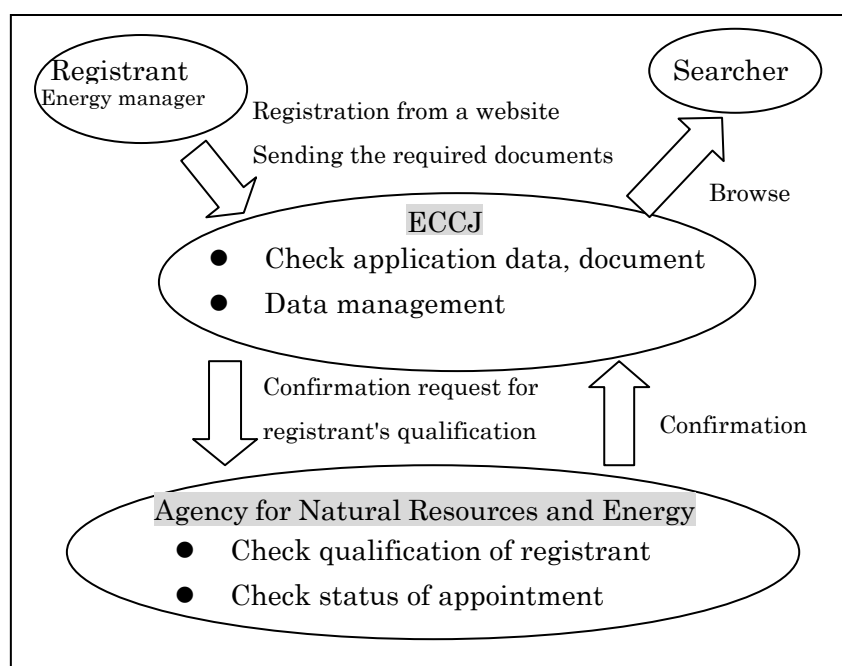 Registrant
Energy manager
Searcher
Registration from a website
Sending the required documents
Browse
ECCJ
● Check application data, document
● Data management
Confirmation request for
registrant's qualification
Confirmation
Agency for Natural Resources and Energy
● Check qualification of registrant
● Check status of appointment